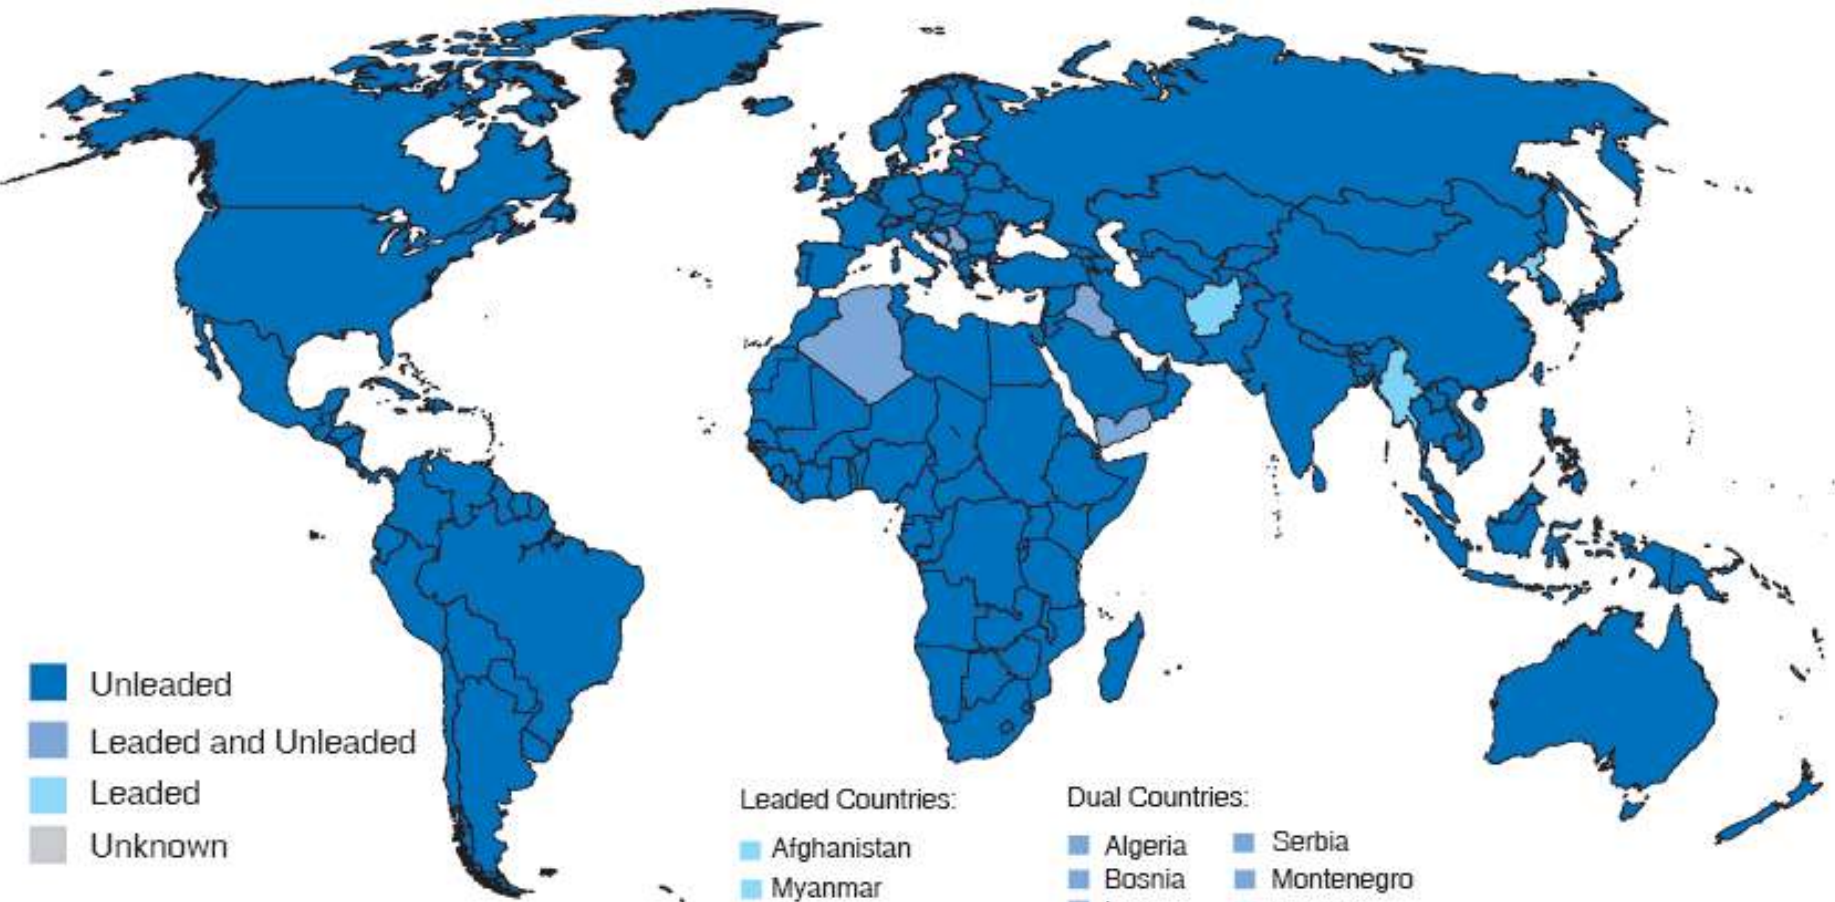 Unleaded
Leaded and Unleaded
Leaded
Unknown
Leaded Countries:
Afghanistan
Myanmar
Dual Countries:
Algeria
Serbia
Bosnia
Montenegro